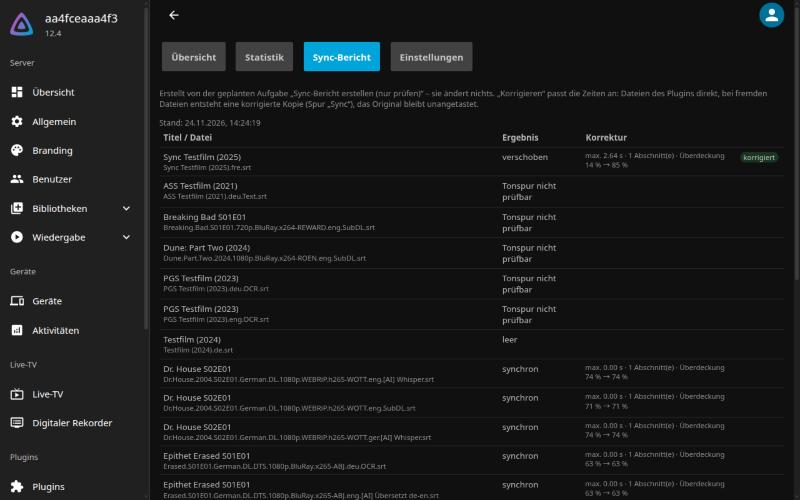 aa4fceaaa4f3
12.4
Server
Übersicht
Allgemein
Branding
Benutzer
Bibliotheken
Wiedergabe
Geräte
Geräte
Aktivitäten
Live-TV
Live-TV
Digitaler Rekorder
Plugins
Plugins
Übersicht
Statistik
Sync-Bericht
Einstellungen
Erstellt von der geplanten Aufgabe „Sync-Bericht erstellen (nur prüfen)“ – sie ändert nichts. „Korrigieren“ passt die Zeiten an: Dateien des Plugins direkt, bei fremden
Dateien entsteht eine korrigierte Kopie (Spur „Sync“), das Original bleibt unangetastet.
Stand: 24.11.2026, 14:24:19
Titel / Datei Ergebnis Korrektur
Sync Testfilm (2025) verschoben max. 2.64 s · 1 Abschnitt(e) · Überdeckung korrigiert
Sync Testfilm (2025).fre.srt 14 % → 85 %
ASS Testfilm (2021) Tonspur nicht
ASS Testfilm (2021).deu.Text.srt prüfbar
Breaking Bad S01E01 Tonspur nicht
Breaking.Bad.S01E01.720p.BluRay.x264-REWARD.eng.SubDL.srt prüfbar
Dune: Part Two (2024) Tonspur nicht
Dune.Part.Two.2024.1080p.BluRay.x264-ROEN.eng.SubDL.srt prüfbar
PGS Testfilm (2023) Tonspur nicht
PGS Testfilm (2023).deu.OCR.srt prüfbar
PGS Testfilm (2023) Tonspur nicht
PGS Testfilm (2023).eng.OCR.srt prüfbar
Testfilm (2024) leer
Testfilm (2024).de.srt
Dr. House S02E01 synchron max. 0.00 s · 1 Abschnitt(e) · Überdeckung
Dr.House.2004.S02E01.German.DL.1080p.WEBRiP.h265-WOTT.eng.[AI] Whisper.srt 74 % → 74 %
Dr. House S02E01 synchron max. 0.00 s · 1 Abschnitt(e) · Überdeckung
Dr.House.2004.S02E01.German.DL.1080p.WEBRiP.h265-WOTT.eng.SubDL.srt 71 % → 71 %
Dr. House S02E01 synchron max. 0.00 s · 1 Abschnitt(e) · Überdeckung
Dr.House.2004.S02E01.German.DL.1080p.WEBRiP.h265-WOTT.ger.[AI] Whisper.srt 74 % → 74 %
Epithet Erased S01E01 synchron max. 0.00 s · 1 Abschnitt(e) · Überdeckung
Erased.S01E01.German.DL.DTS.1080p.BluRay.x265-ABJ.deu.OCR.srt 63 % → 63 %
Epithet Erased S01E01 synchron max. 0.00 s · 1 Abschnitt(e) · Überdeckung
Erased.S01E01.German.DL.DTS.1080p.BluRay.x265-ABJ.eng.[AI] Übersetzt de-en.srt 63 % → 63 %